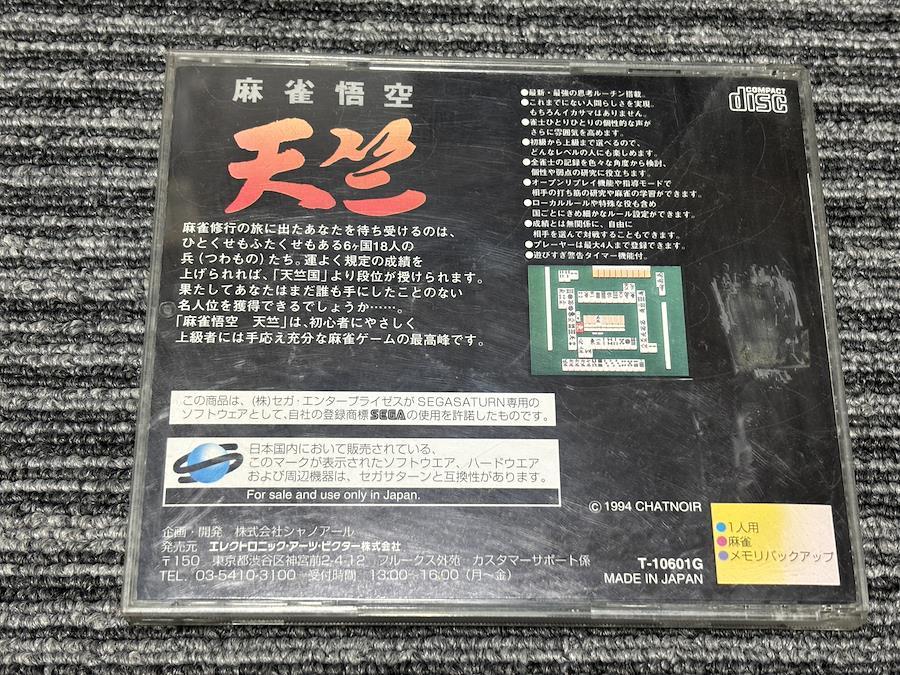 麻雀悟空
天竺
麻雀修行の旅に出たあなたを待ち受けるのは、
ひとくせもふたくせもある6ヶ国18人の
兵（つわもの）たち。運よく規定の成績を
上げられれば、「天竺国」より段位が授けられます。
果たしてあなたはまだ誰も手にしたことのない
名人位を獲得できるでしょうか……。
「麻雀悟空　天竺」は、初心者にやさしく
上級者には手応え充分な麻雀ゲームの最高峰です。
●最新・最強の思考ルーチン搭載。
●これまでにない人間らしさを実現。
もちろんイカサマはありません。
●雀士ひとりひとりの個性的な声が
さらに雰囲気を高めます。
●初級から上級まで選べるので、
どんなレベルの人にも楽しめます。
●全雀士の記録を色々な角度から検討、
個性や弱点の研究に役立ちます。
●オープンリプレイ機能や指導モードで
相手の打ち筋の研究や麻雀の学習ができます。
●ローカルルールや特殊な役も含め
国ごとにきめ細かなルール設定ができます。
●成績とは無関係に、自由に
相手を選んで対戦することもできます。
●プレーヤーは最大4人まで登録できます。
●遊びすぎ警告タイマー機能付。
COMPACT
disc
この商品は、(株)セガ・エンタープライゼスがSEGASATURN専用の
ソフトウェアとして、自社の登録商標SEGAの使用を許諾したものです。
日本国内において販売されている、
このマークが表示されたソフトウエア、ハードウエア
および周辺機器は、セガサターンと互換性があります。
For sale and use only in Japan.
企画・開発　株式会社シャノアール
発売元　エレクトロニック・アーツ・ビクター株式会社
〒150　東京都渋谷区神宮前2-4-12　フルークス外苑　カスタマーサポート係
TEL. 03-5410-3100　受付時間　13:00〜16:00（月〜金）
© 1994 CHATNOIR
T-10601G
MADE IN JAPAN
●1人用
●麻雀
●メモリバックアップ